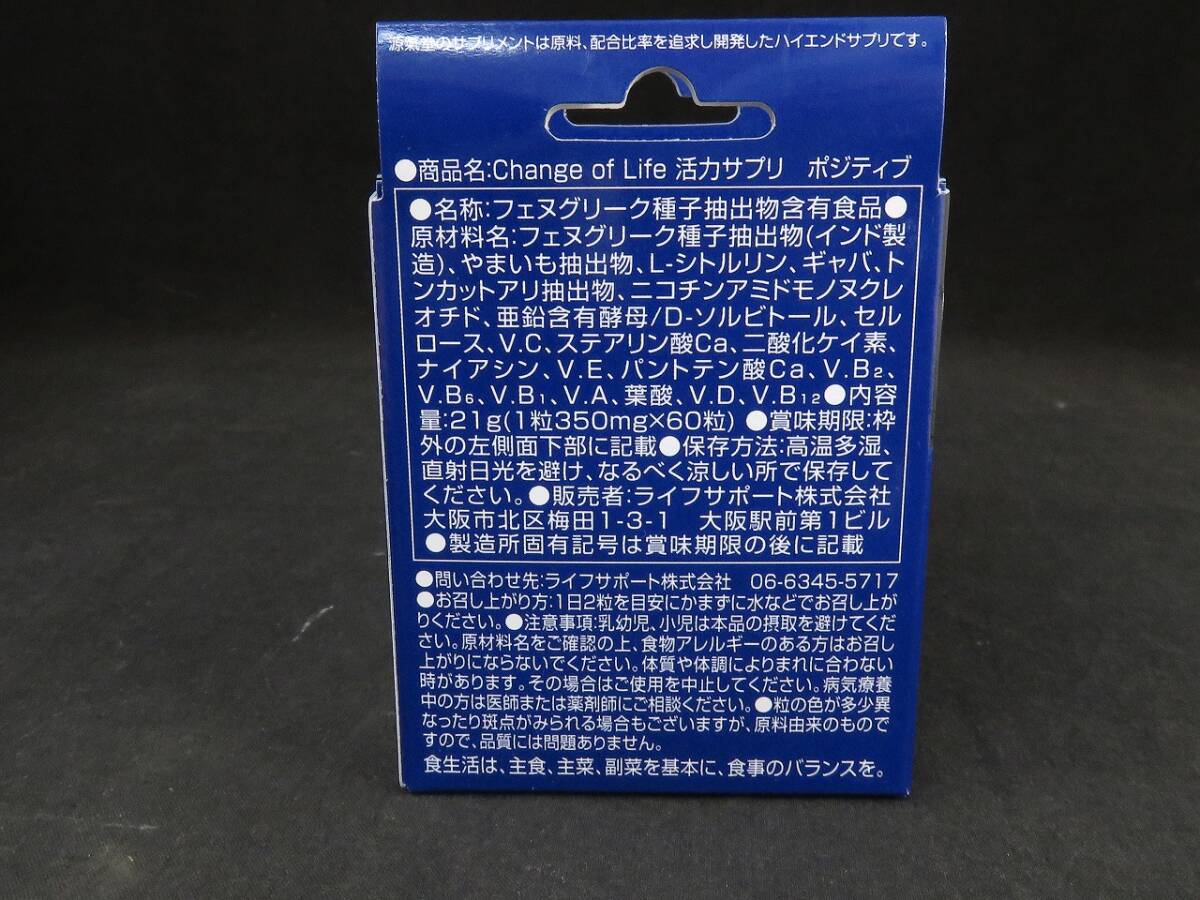 源氣堂のサプリメントは原料、配合比率を追求し開発したハイエンドサプリです。
●商品名:Change of Life 活力サプリ　ポジティブ
●名称:フェヌグリーク種子抽出物含有食品●
原材料名:フェヌグリーク種子抽出物(インド製
造)、やまいも抽出物、L-シトルリン、ギャバ、ト
ンカットアリ抽出物、ニコチンアミドモノヌクレ
オチド、亜鉛含有酵母/D-ソルビトール、セル
ロース、V.C、ステアリン酸Ca、二酸化ケイ素、
ナイアシン、V.E、パントテン酸Ca、V.B₂、
V.B₆、V.B₁、V.A、葉酸、V.D、V.B₁₂●内容
量:21g(1粒350mg×60粒) ●賞味期限:枠
外の左側面下部に記載●保存方法:高温多湿、
直射日光を避け、なるべく涼しい所で保存して
ください。●販売者:ライフサポート株式会社
大阪市北区梅田1-3-1　大阪駅前第1ビル
●製造所固有記号は賞味期限の後に記載
●問い合わせ先:ライフサポート株式会社　06-6345-5717
●お召し上がり方:1日2粒を目安にかまずに水などでお召し上が
りください。●注意事項:乳幼児、小児は本品の摂取を避けてくだ
さい。原材料名をご確認の上、食物アレルギーのある方はお召し
上がりにならないでください。体質や体調によりまれに合わない
時があります。その場合はご使用を中止してください。病気療養
中の方は医師または薬剤師にご相談ください。●粒の色が多少異
なったり斑点がみられる場合もございますが、原料由来のもので
すので、品質には問題ありません。
食生活は、主食、主菜、副菜を基本に、食事のバランスを。